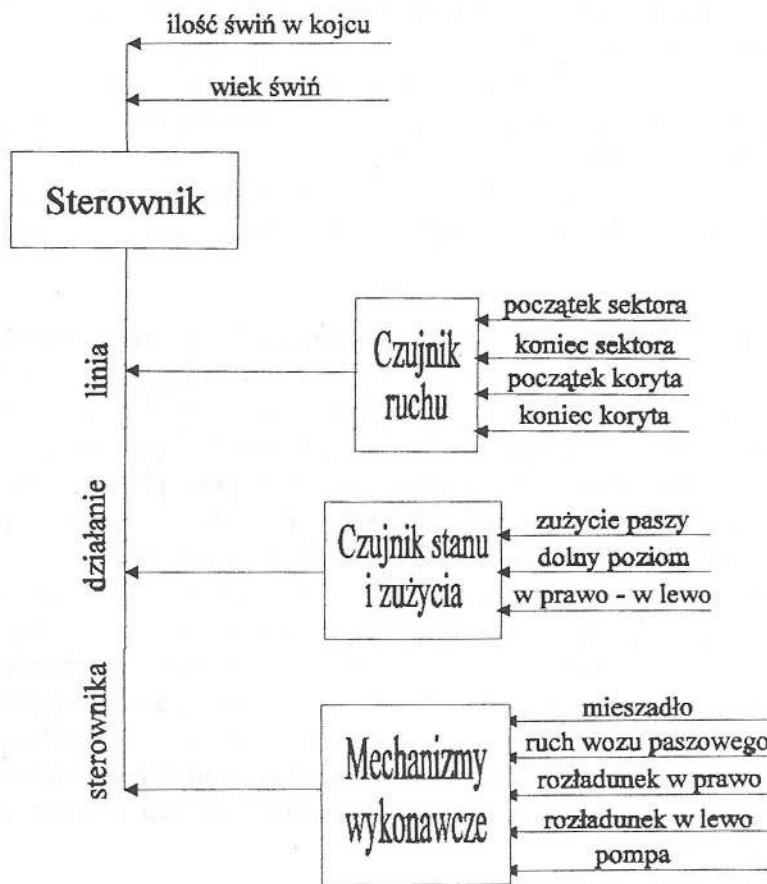 ilość świń w kojcu
wiek świń
Sterownik
linia
działanie
sterownika
Czujnik
ruchu
początek sektora
koniec sektora
początek koryta
koniec koryta
Czujnik stanu
i zużycia
zużycie paszy
dolny poziom
w prawo - w lewo
Mechanizmy
wykonawcze
mieszadło
ruch wozu paszowego
rozładunek w prawo
rozładunek w lewo
pompa